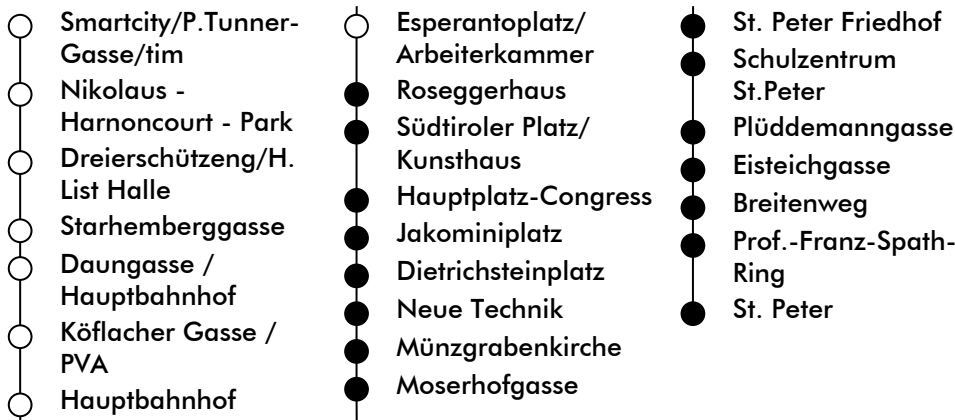 Smartcity/P.Tunner-
Gasse/tim
Nikolaus -
Harnoncourt - Park
Dreierschützeng/H.
List Halle
Starhemberggasse
Daungasse /
Hauptbahnhof
Köflacher Gasse /
PVA
Hauptbahnhof
Esperantoplatz/
Arbeiterkammer
Roseggerhaus
Südtiroler Platz/
Kunsthaus
Hauptplatz-Congress
Jakominiplatz
Dietrichsteinplatz
Neue Technik
Münzgrabenkirche
Moserhofgasse
St. Peter Friedhof
Schulzentrum
St.Peter
Plüddemanngasse
Eisteichgasse
Breitenweg
Prof.-Franz-Spath-
Ring
St. Peter